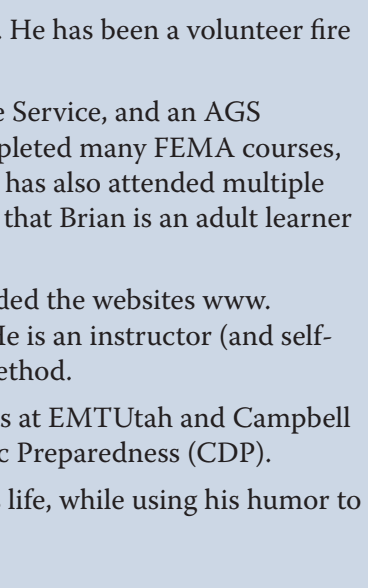 . He has been a volunteer fire
e Service, and an AGS
pleted many FEMA courses,
has also attended multiple
that Brian is an adult learner
ded the websites www.
He is an instructor (and self-
ethod.
s at EMTUtah and Campbell
c Preparedness (CDP).
life, while using his humor to